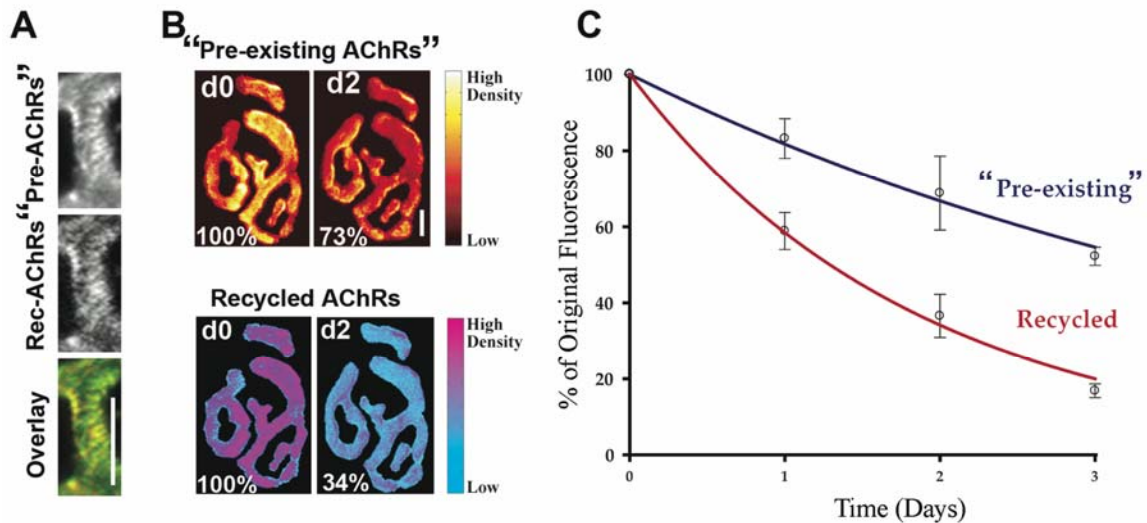 A
“Pre-AChRs”
Rec-AChRs
Overlay
B
“Pre-existing AChRs”
d0
d2
100%
73%
High
Density
Low
Recycled AChRs
d0
d2
100%
34%
High
Density
Low
C
% of Original Fluorescence
100
80
60
40
20
0
“Pre-existing”
Recycled
0
1
2
3
Time (Days)